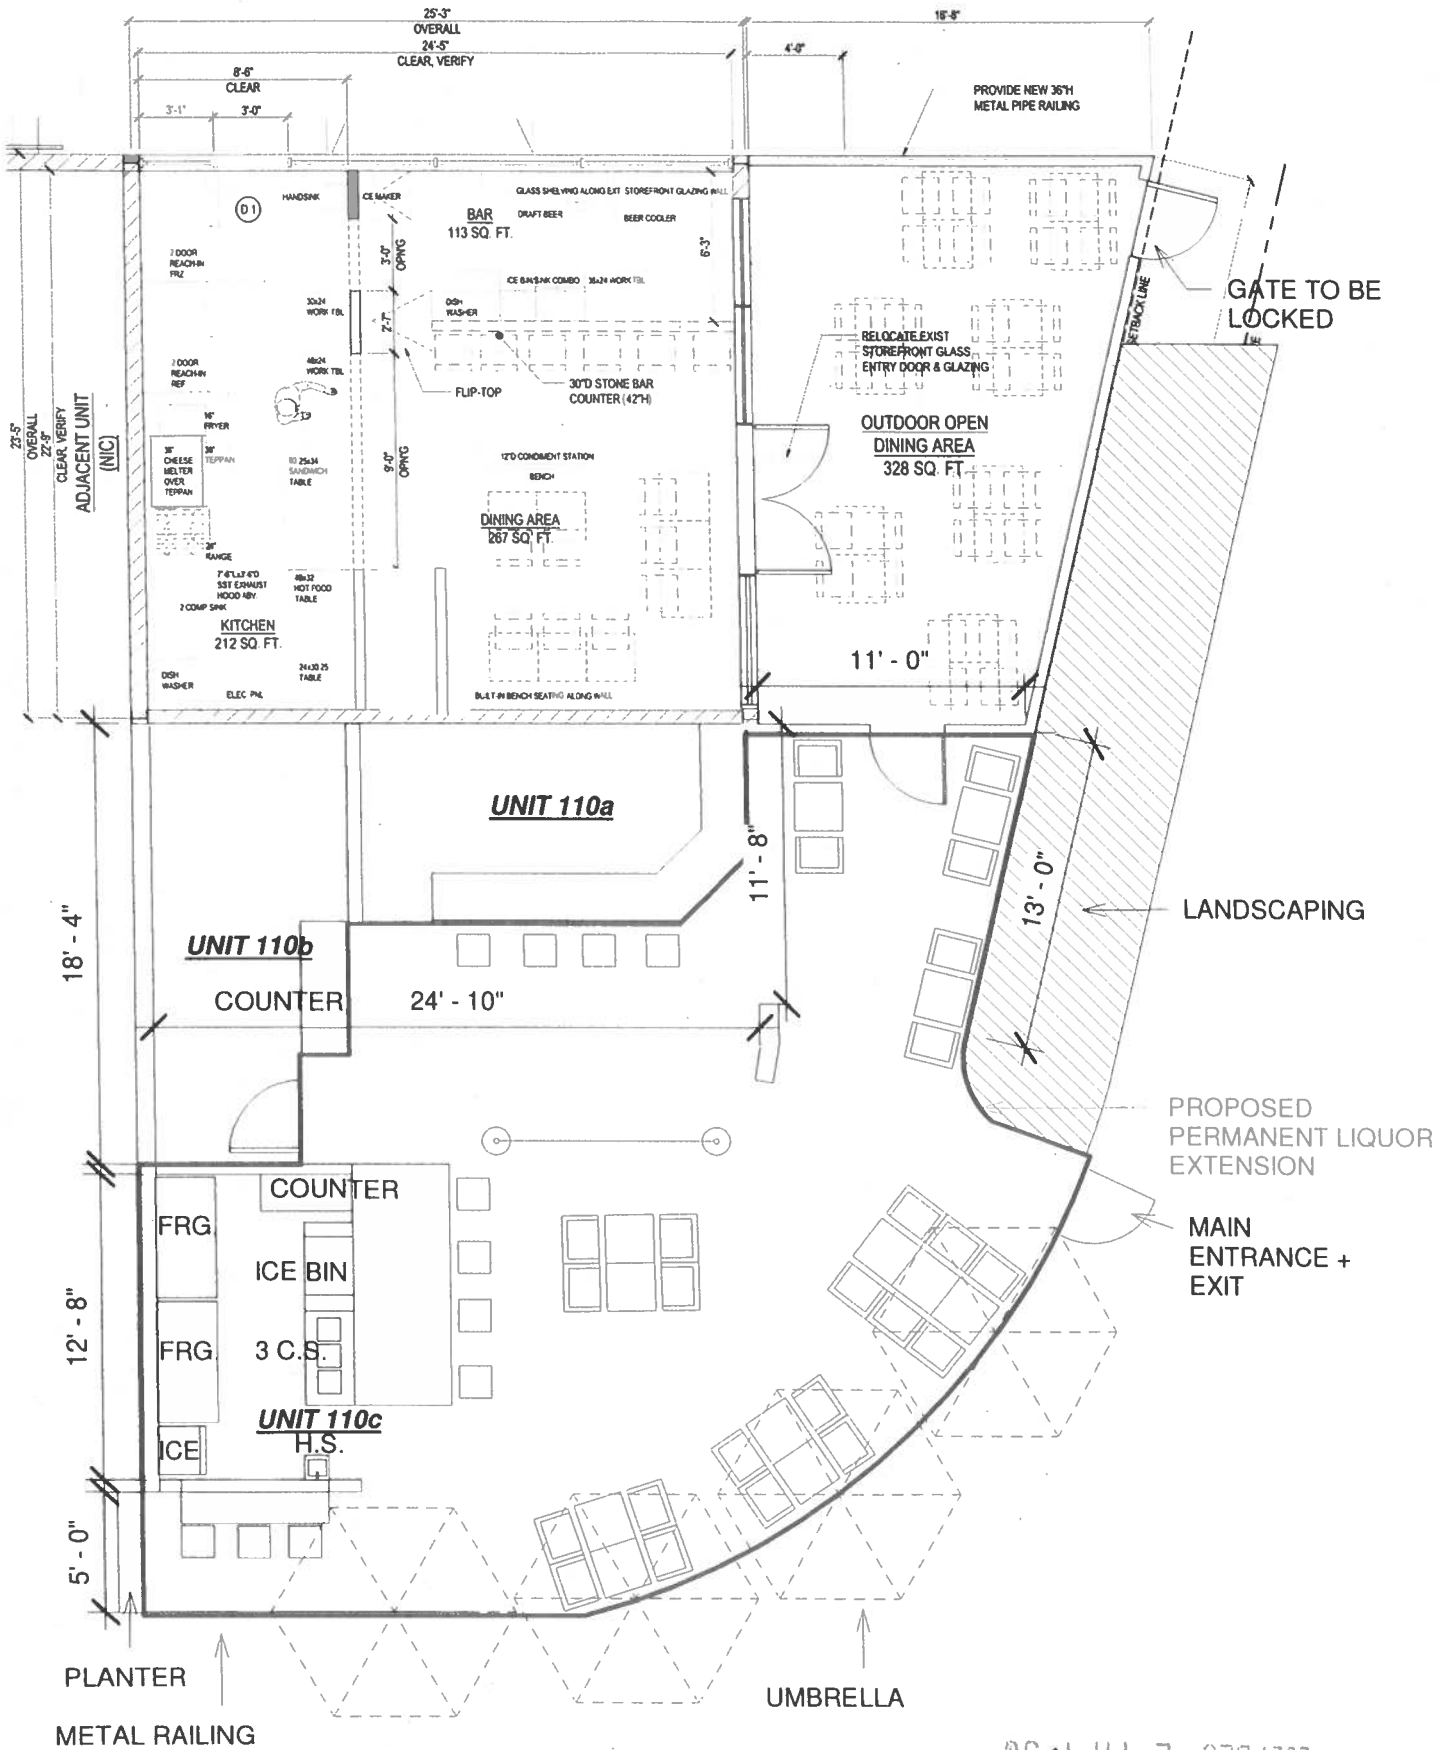 25'-3"
OVERALL
24'-5"
CLEAR, VERIFY
16'-8"
4'-0"
8'-6"
CLEAR
3'-1"
3'-0"
PROVIDE NEW 36"H
METAL PIPE RAILING
D1
HANDSINK
ICE MAKER
GLASS SHELVING ALONG EXT STOREFRONT GLAZING WALL
BAR
113 SQ. FT.
DRAFT BEER
BEER COOLER
6'-3"
2 DOOR
REACH-IN
FRZ
3'-0"
OPN'G
ICE BIN/SINK COMBO
36x24 WORK TBL
30x24
WORK TBL
2'-7"
DISH
WASHER
SETBACK LINE
GATE TO BE
LOCKED
RELOCATE EXIST
STOREFRONT GLASS
ENTRY DOOR & GLAZING
2 DOOR
REACH-IN
REF
48x24
WORK TBL
FLIP-TOP
30"D STONE BAR
COUNTER (42"H)
23'-5"
OVERALL
22'-9"
CLEAR, VERIFY
ADJACENT UNIT
(NIC)
16"
FRYER
36"
CHEESE
MELTER
OVER
TEPPAN
36"
TEPPAN
SANDWICH
TABLE
9'-0"
OPN'G
12"D CONDIMENT STATION
BENCH
OUTDOOR OPEN
DINING AREA
328 SQ. FT.
DINING AREA
267 SQ. FT.
RANGE
SST EXHAUST
HOOD ABV.
48x32
HOT FOOD
TABLE
2 COMP SINK
KITCHEN
212 SQ. FT.
DISH
WASHER
ELEC PNL
TABLE
BUILT-IN BENCH SEATING ALONG WALL
11' - 0"
UNIT 110a
11' - 8"
13' - 0"
LANDSCAPING
18' - 4"
UNIT 110b
COUNTER
24' - 10"
PROPOSED
PERMANENT LIQUOR
EXTENSION
COUNTER
FRG
ICE BIN
MAIN
ENTRANCE +
EXIT
12' - 8"
FRG
3 C.S.
UNIT 110c
H.S.
ICE
5' - 0"
PLANTER
METAL RAILING
UMBRELLA